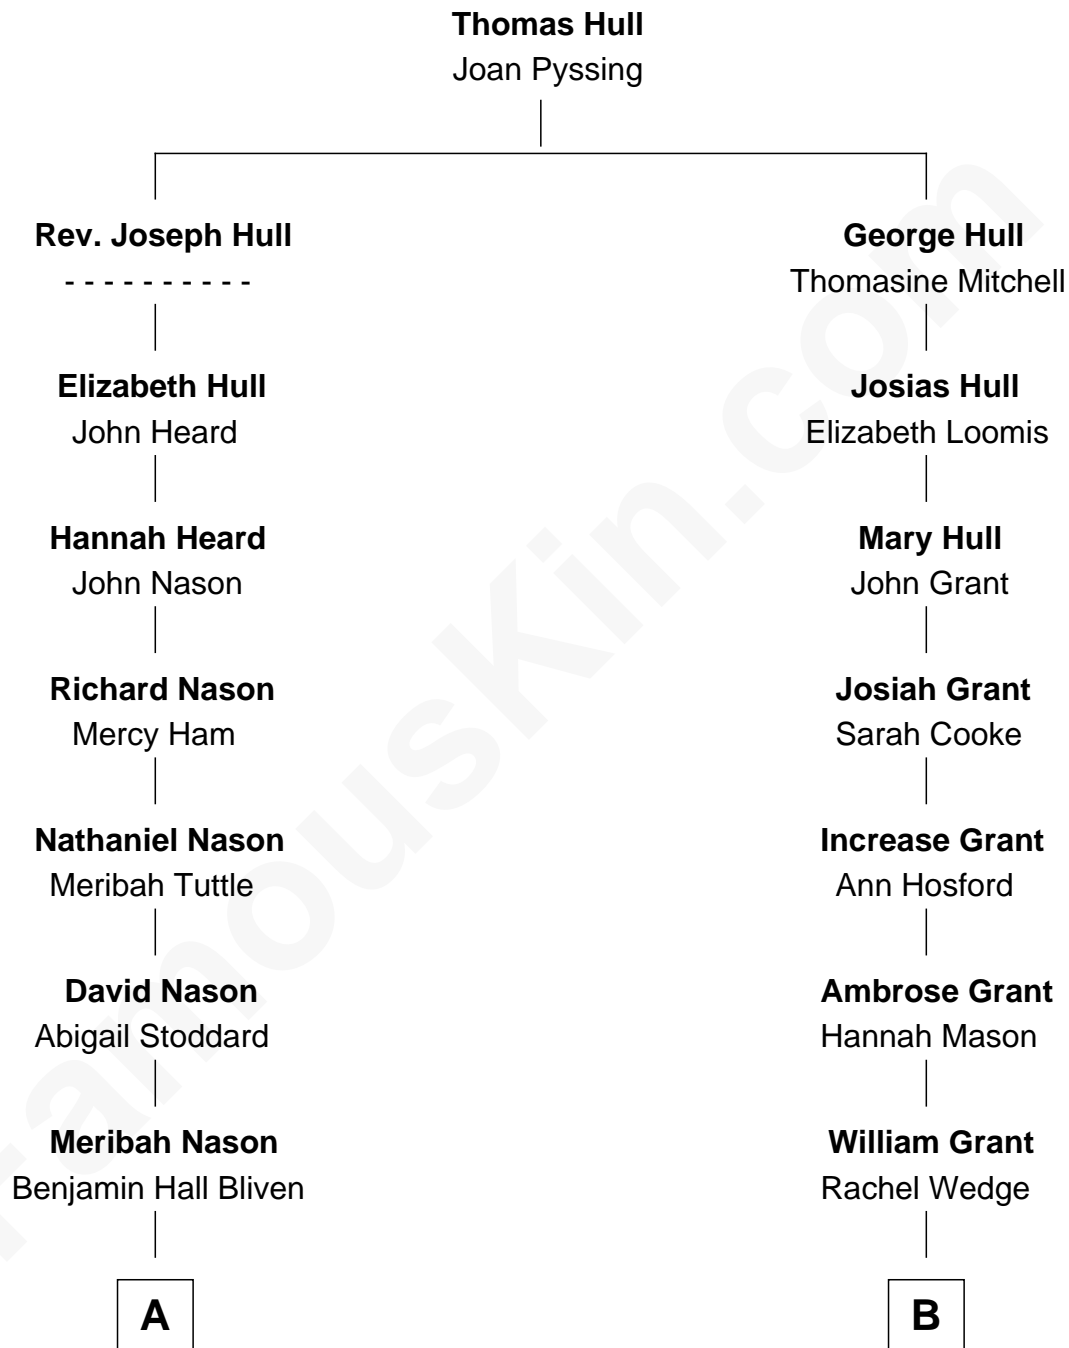 Thomas Hull
Joan Pyssing
Rev. Joseph Hull
- - - - - - - - - -
George Hull
Thomasine Mitchell
Elizabeth Hull
John Heard
Josias Hull
Elizabeth Loomis
Hannah Heard
John Nason
Mary Hull
John Grant
Richard Nason
Mercy Ham
Josiah Grant
Sarah Cooke
Nathaniel Nason
Meribah Tuttle
Increase Grant
Ann Hosford
David Nason
Abigail Stoddard
Ambrose Grant
Hannah Mason
Meribah Nason
Benjamin Hall Bliven
William Grant
Rachel Wedge
A
B
FamousKin.com